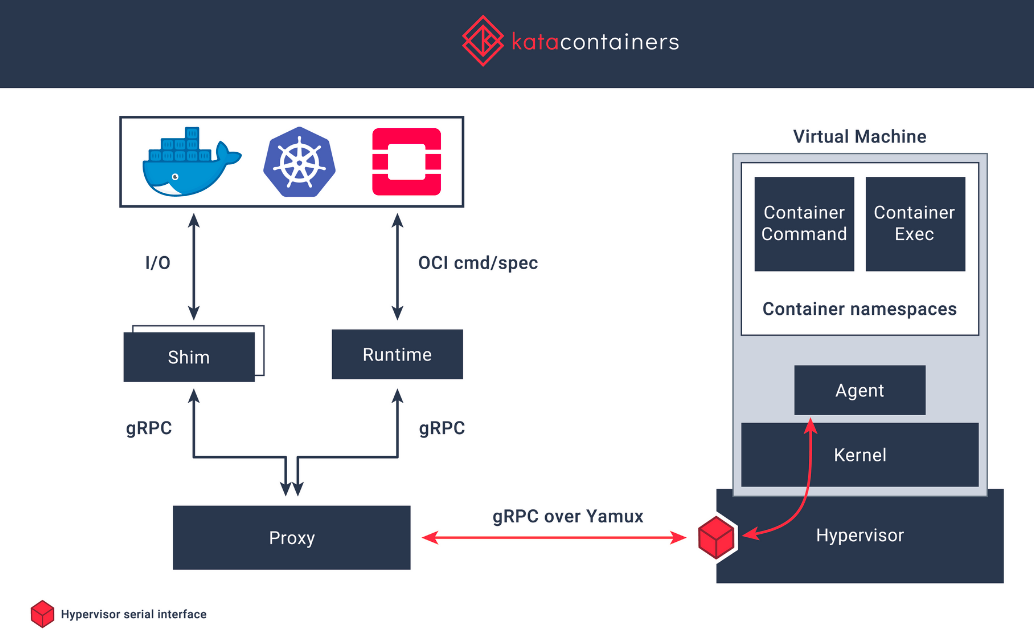 katacontainers
Virtual Machine
Container
Command
Container
Exec
Container namespaces
I/O
OCI cmd/spec
Shim
Runtime
Agent
gRPC
gRPC
Kernel
gRPC over Yamux
Proxy
Hypervisor
Hypervisor serial interface